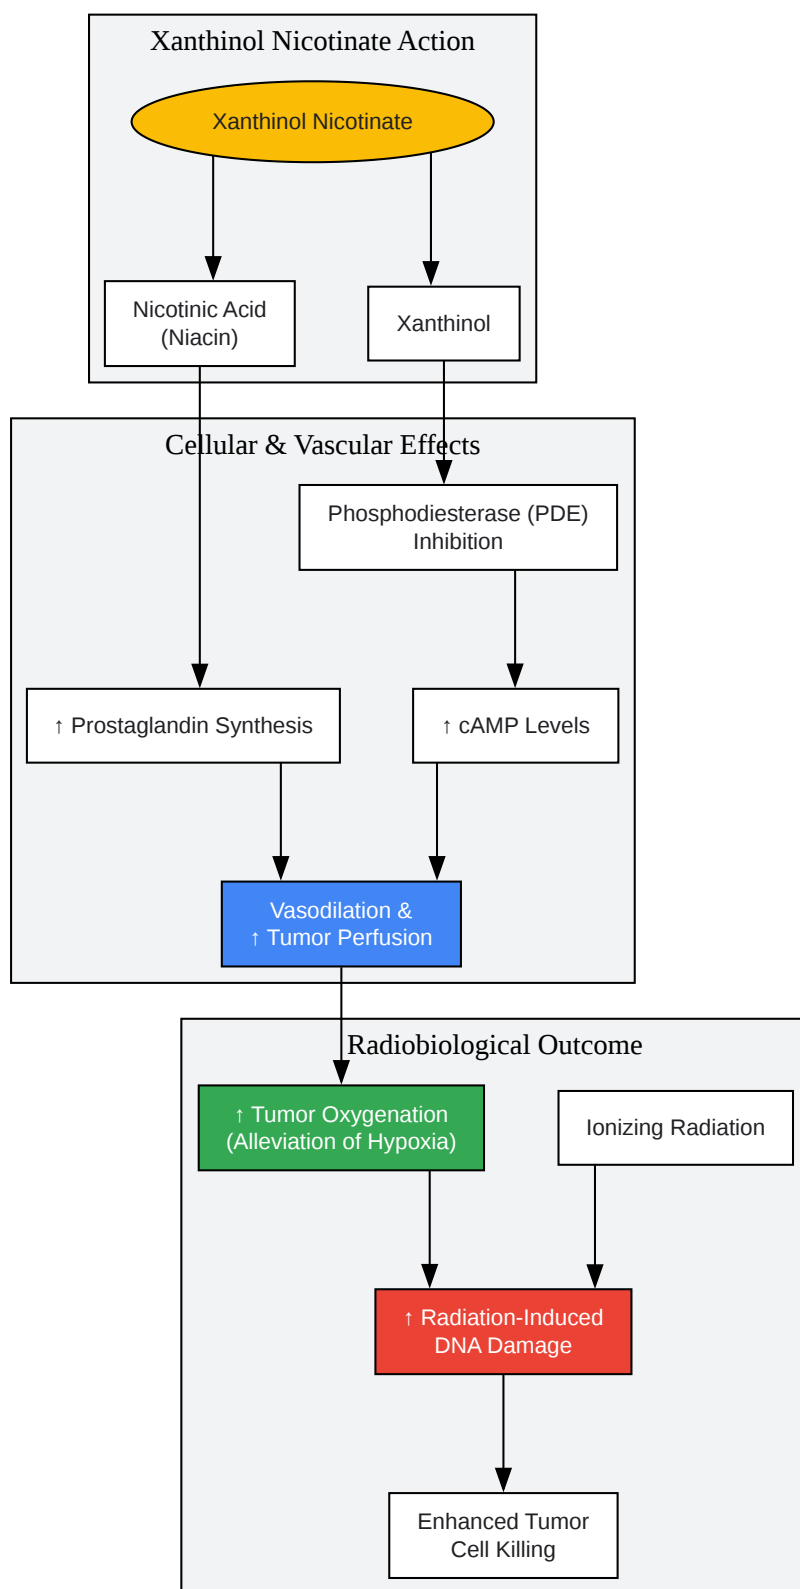 Xanthinol Nicotinate Action
Xanthinol Nicotinate
Nicotinic Acid
(Niacin)
Xanthinol
Cellular & Vascular Effects
Phosphodiesterase (PDE)
Inhibition
↑ Prostaglandin Synthesis
↑ cAMP Levels
Vasodilation &
↑ Tumor Perfusion
Radiobiological Outcome
↑ Tumor Oxygenation
(Alleviation of Hypoxia)
Ionizing Radiation
↑ Radiation-Induced
DNA Damage
Enhanced Tumor
Cell Killing